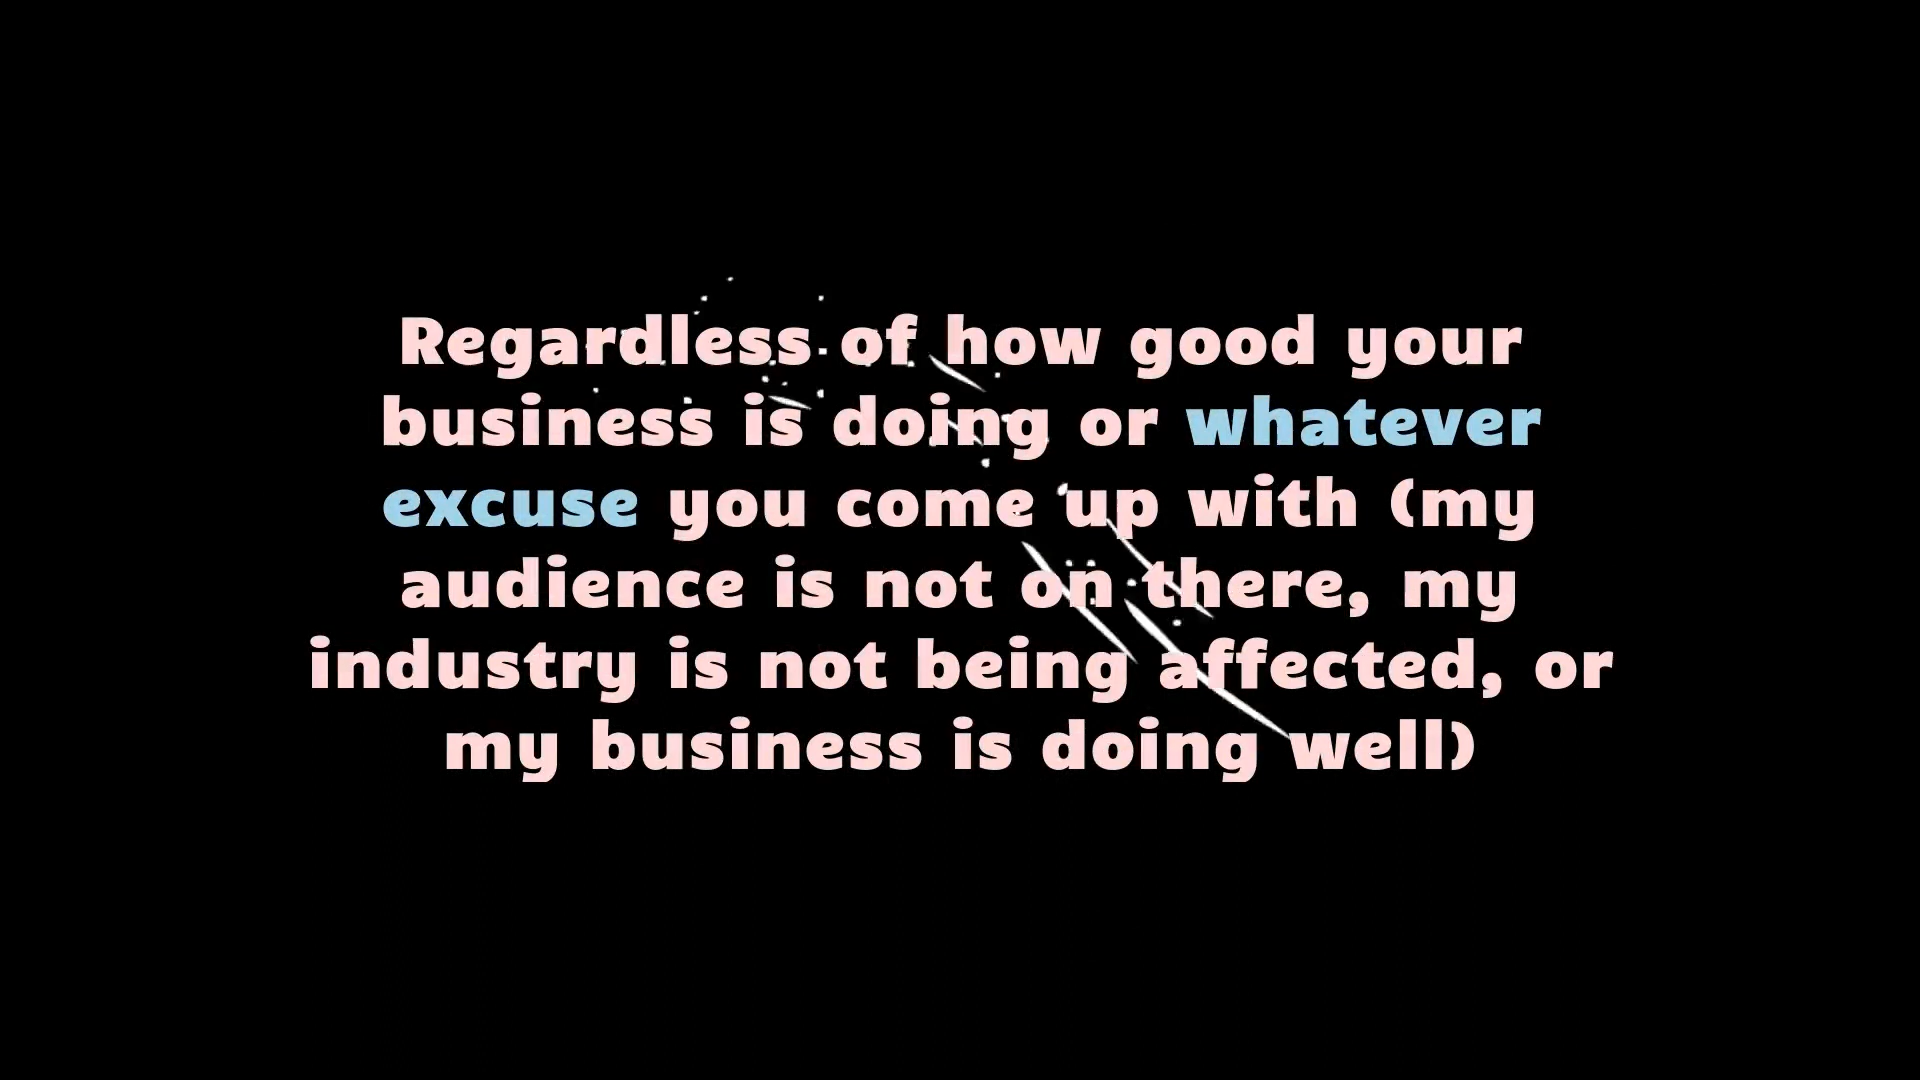 Regardless of how good your
business is doing or whatever
excuse you come up with (my
audience is not on there, my
industry is not being affected, or
my business is doing well)